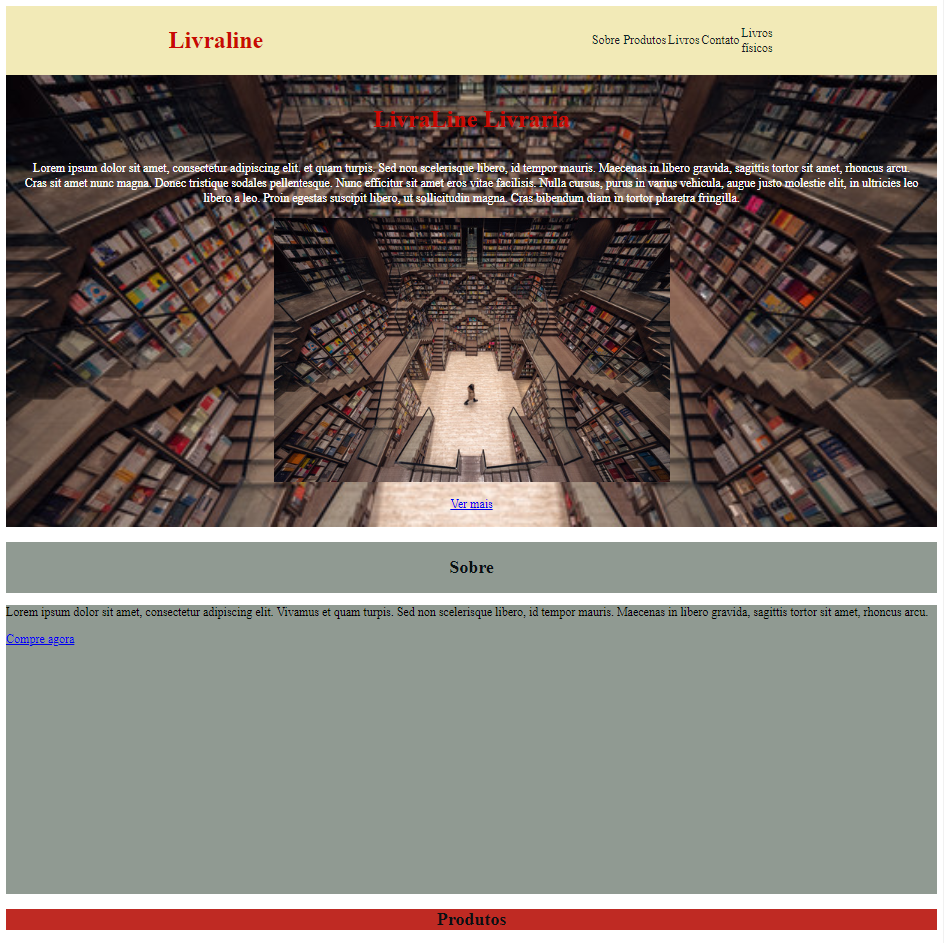 Livraline
Sobre Produtos Livros Contato Livros físicos
LivraLine Livraria
Lorem ipsum dolor sit amet, consectetur adipiscing elit. et quam turpis. Sed non scelerisque libero, id tempor mauris. Maecenas in libero gravida, sagittis tortor sit amet, rhoncus arcu.
Cras sit amet nunc magna. Donec tristique sodales pellentesque. Nunc efficitur sit amet eros vitae facilisis. Nulla cursus, purus in varius vehicula, augue justo molestie elit, in ultricies leo
libero a leo. Proin egestas suscipit libero, ut sollicitudin magna. Cras bibendum diam in tortor pharetra fringilla.
Ver mais
Sobre
Lorem ipsum dolor sit amet, consectetur adipiscing elit. Vivamus et quam turpis. Sed non scelerisque libero, id tempor mauris. Maecenas in libero gravida, sagittis tortor sit amet, rhoncus arcu.
Compre agora
Produtos